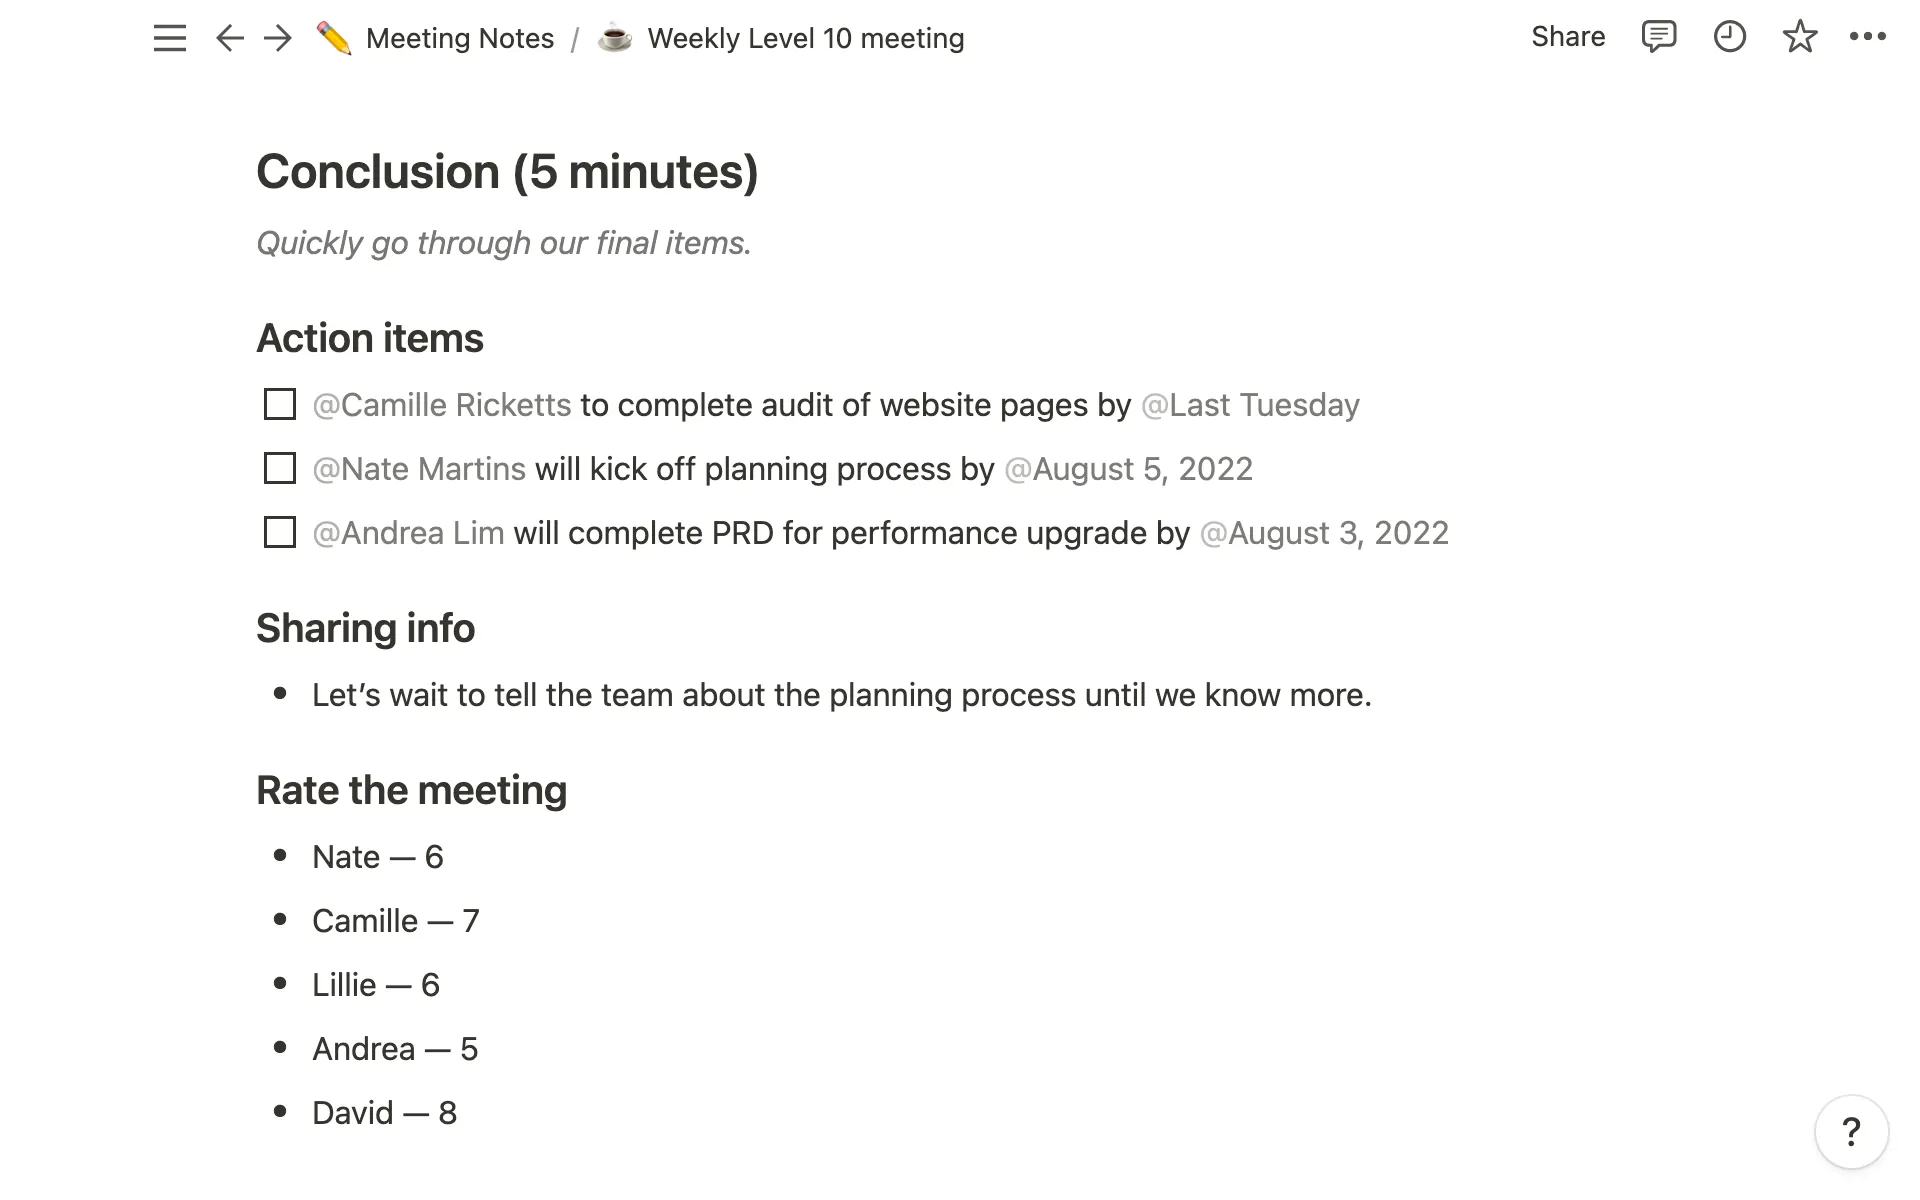 Meeting Notes / Weekly Level 10 meeting
Share
Conclusion (5 minutes)
Quickly go through our final items.
Action items
@Camille Ricketts to complete audit of website pages by @Last Tuesday
@Nate Martins will kick off planning process by @August 5, 2022
@Andrea Lim will complete PRD for performance upgrade by @August 3, 2022
Sharing info
• Let’s wait to tell the team about the planning process until we know more.
Rate the meeting
• Nate — 6
• Camille — 7
• Lillie — 6
• Andrea — 5
• David — 8
?